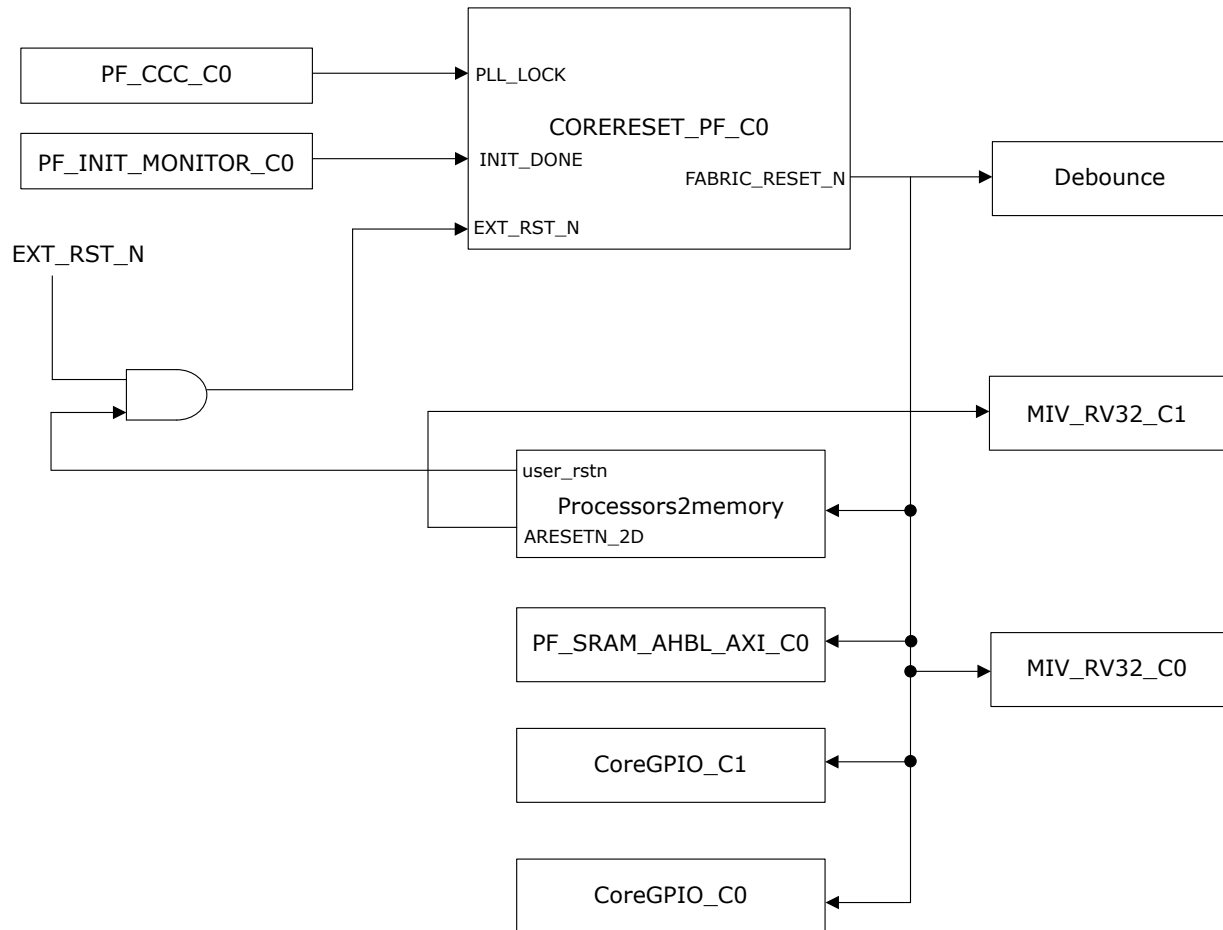 PF_CCC_C0
PLL_LOCK
CORERESET_PF_C0
PF_INIT_MONITOR_C0
INIT_DONE
FABRIC_RESET_N
Debounce
EXT_RST_N
EXT_RST_N
MIV_RV32_C1
user_rstn
Processors2memory
ARESETN_2D
PF_SRAM_AHBL_AXI_C0
MIV_RV32_C0
CoreGPIO_C1
CoreGPIO_C0